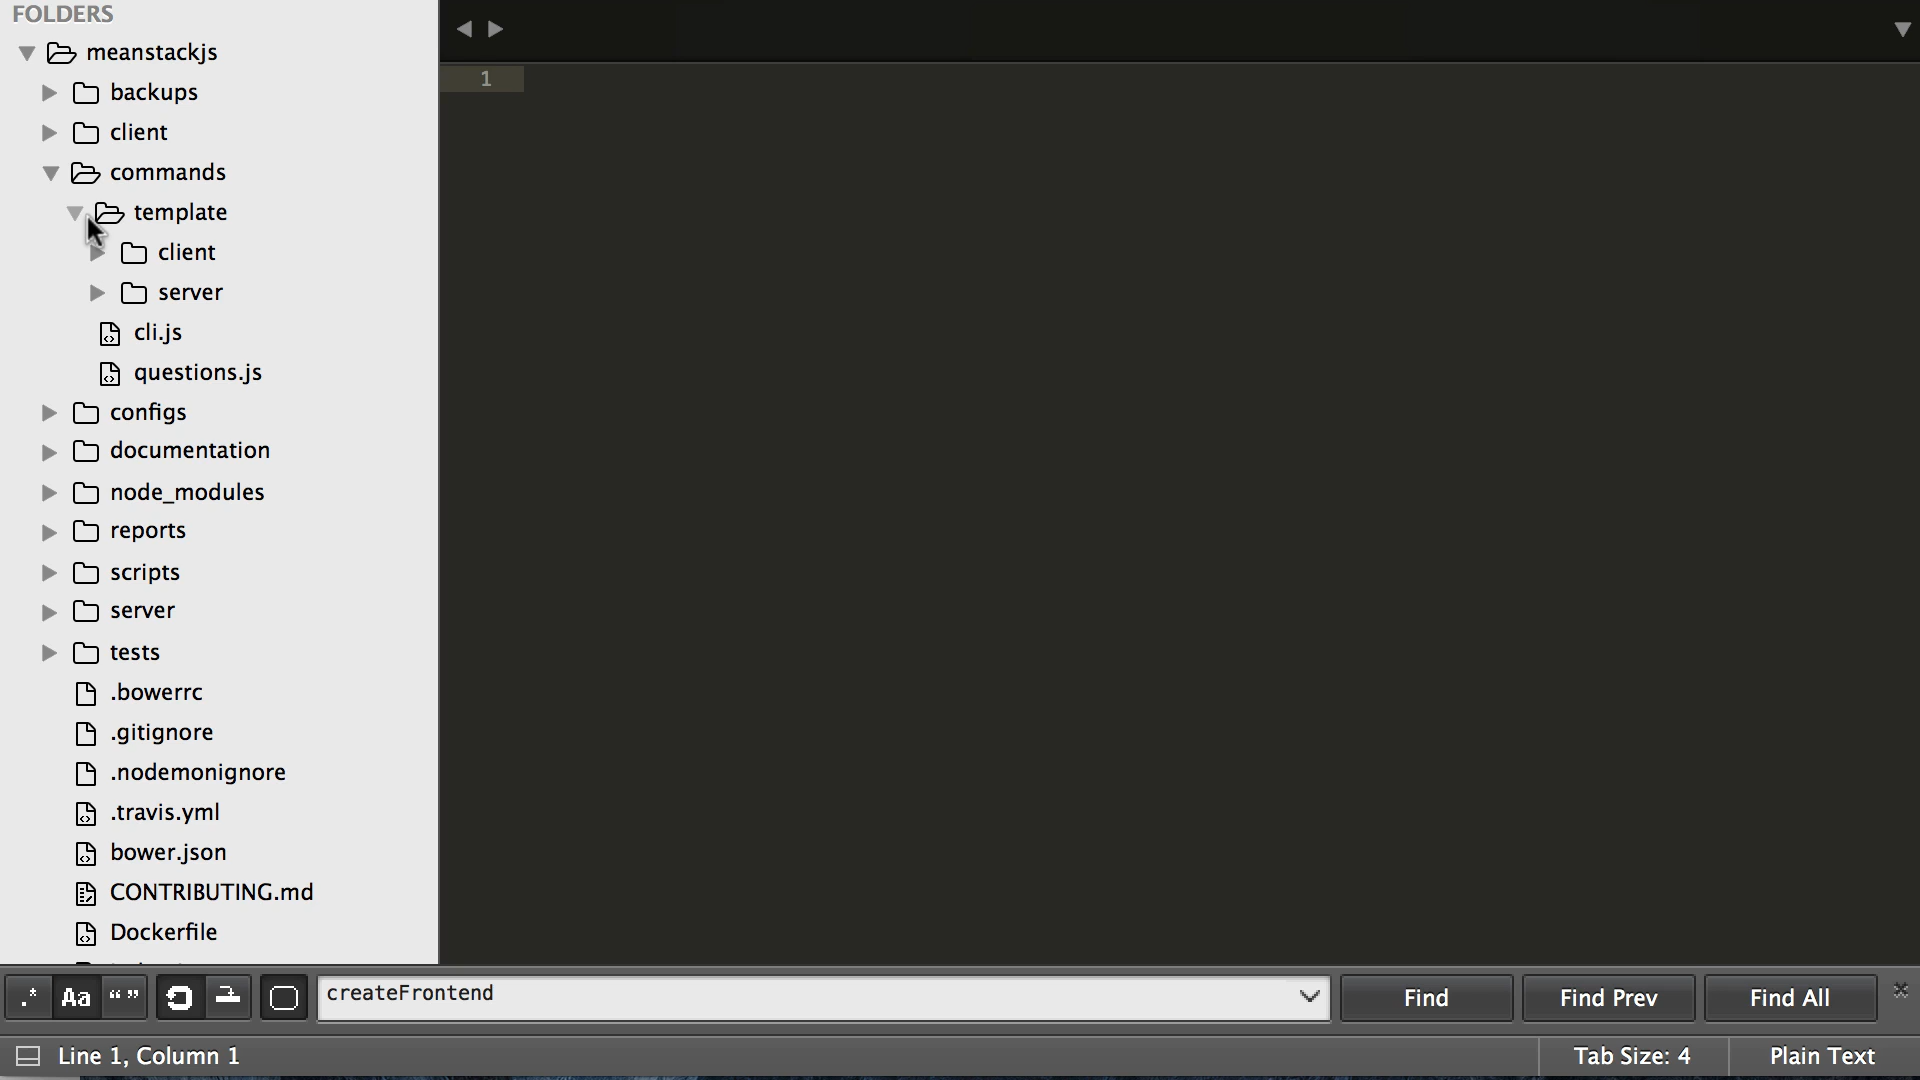 FOLDERS
meanstackjs
backups
client
commands
template
client
server
cli.js
questions.js
configs
documentation
node_modules
reports
scripts
server
tests
.bowerrc
.gitignore
.nodemonignore
.travis.yml
bower.json
CONTRIBUTING.md
Dockerfile
1
.* Aa “” createFrontend Find Find Prev Find All
Line 1, Column 1 Tab Size: 4 Plain Text